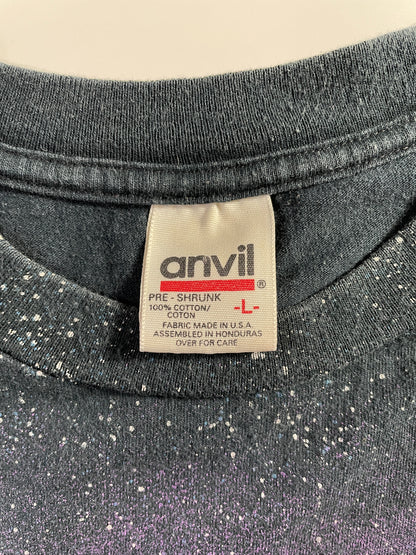 anvil
®
PRE - SHRUNK
100% COTTON/
COTON
-L-
FABRIC MADE IN U.S.A.
ASSEMBLED IN HONDURAS
OVER FOR CARE